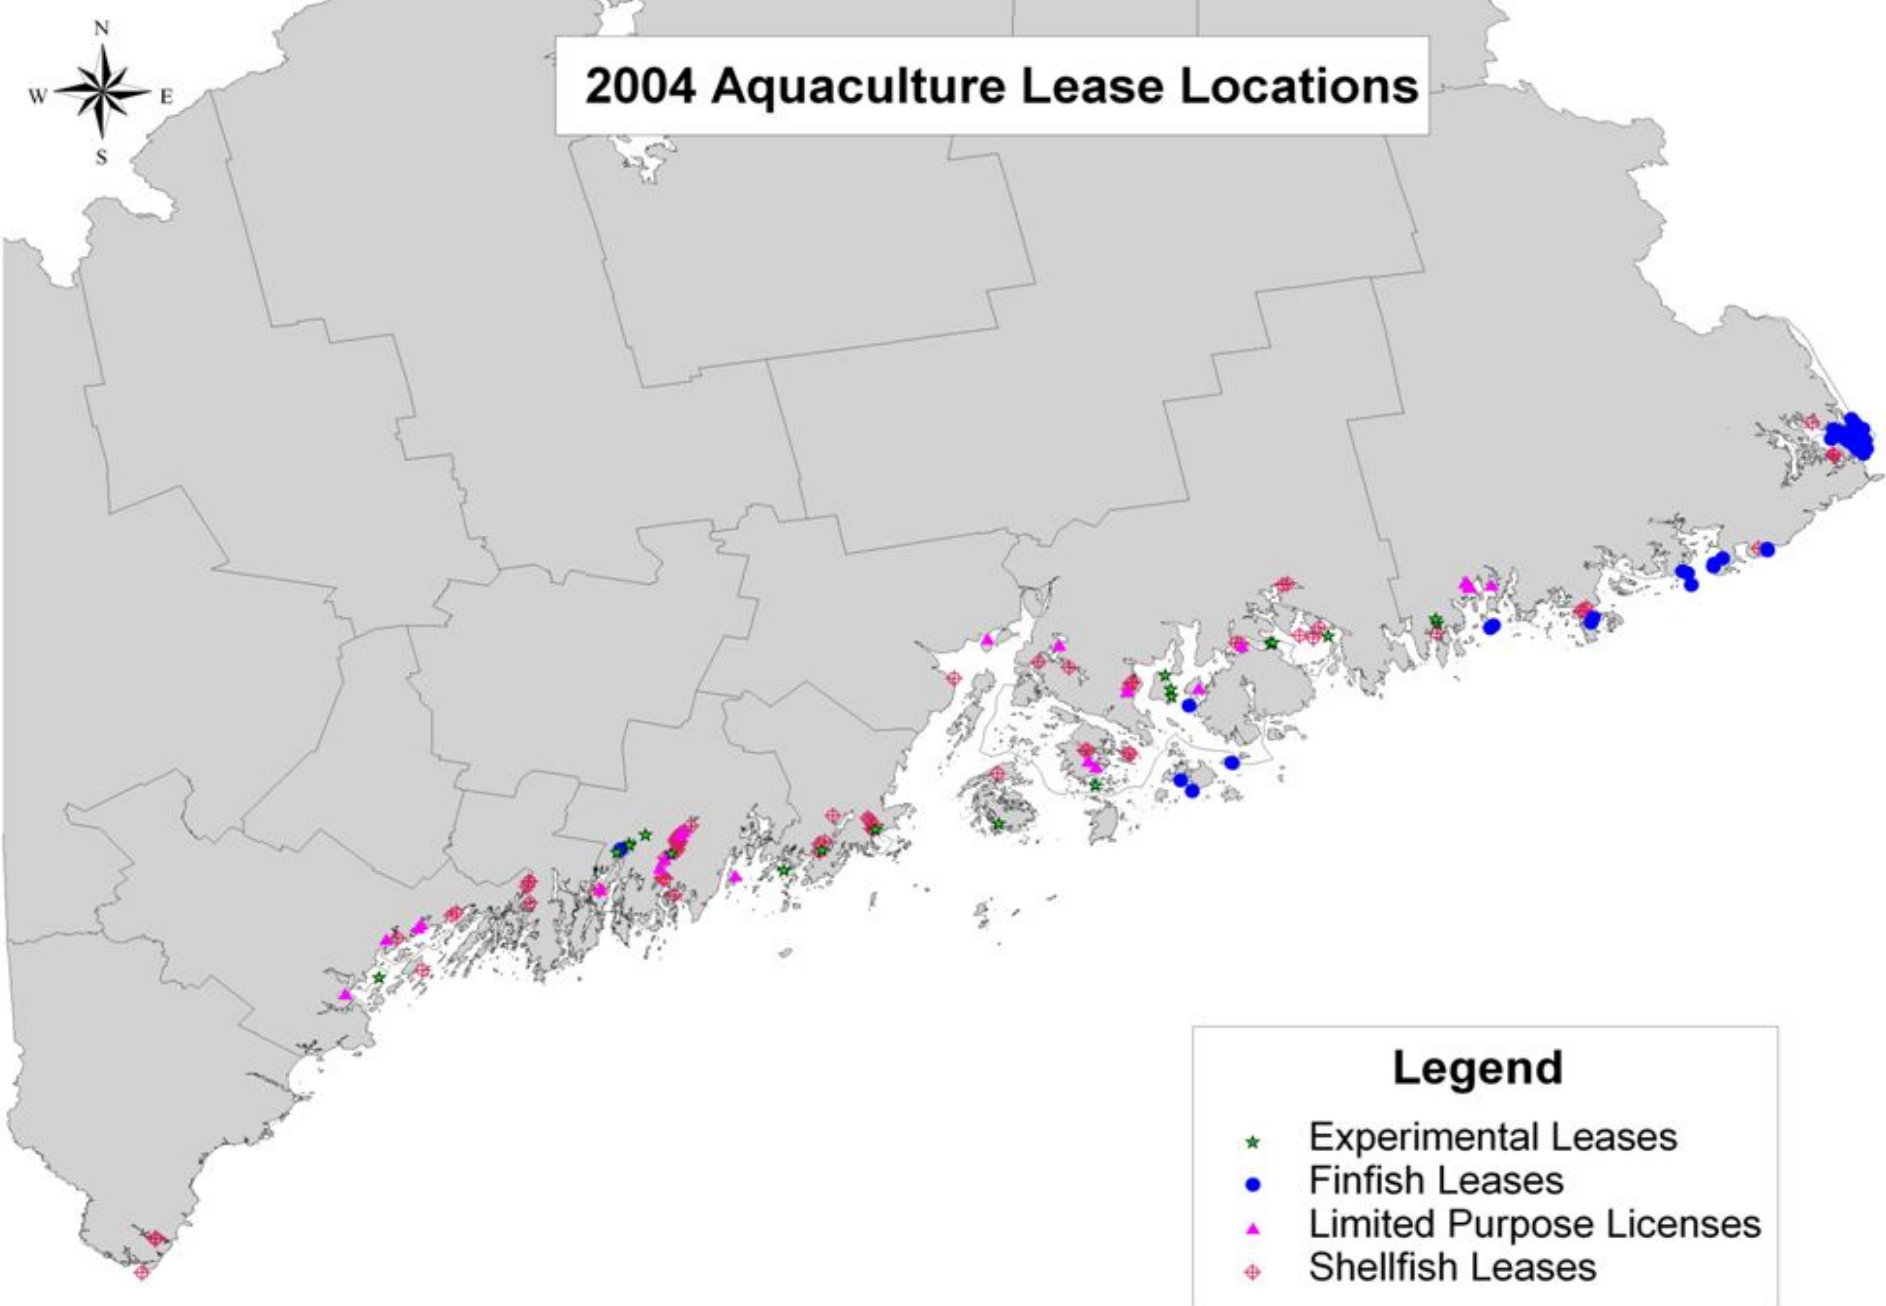 N
W E
S
2004 Aquaculture Lease Locations
Legend
Experimental Leases
Finfish Leases
Limited Purpose Licenses
Shellfish Leases